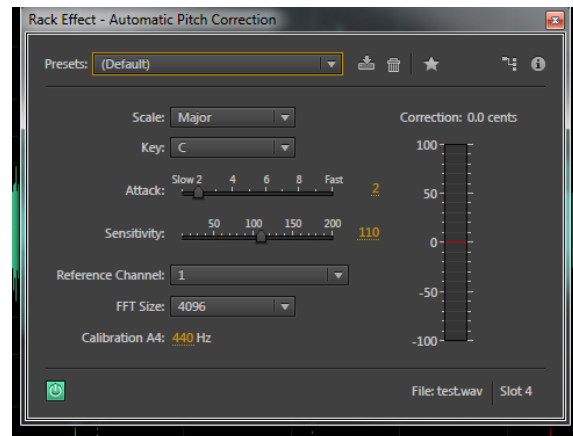 Rack Effect - Automatic Pitch Correction
Presets: (Default)
Scale: Major
Correction: 0.0 cents
Key: C
100
50
0
-50
-100
Slow 2 4 6 8 Fast
Attack: 2
50 100 150 200
Sensitivity: 110
Reference Channel: 1
FFT Size: 4096
Calibration A4: 440 Hz
File: test.wav Slot 4